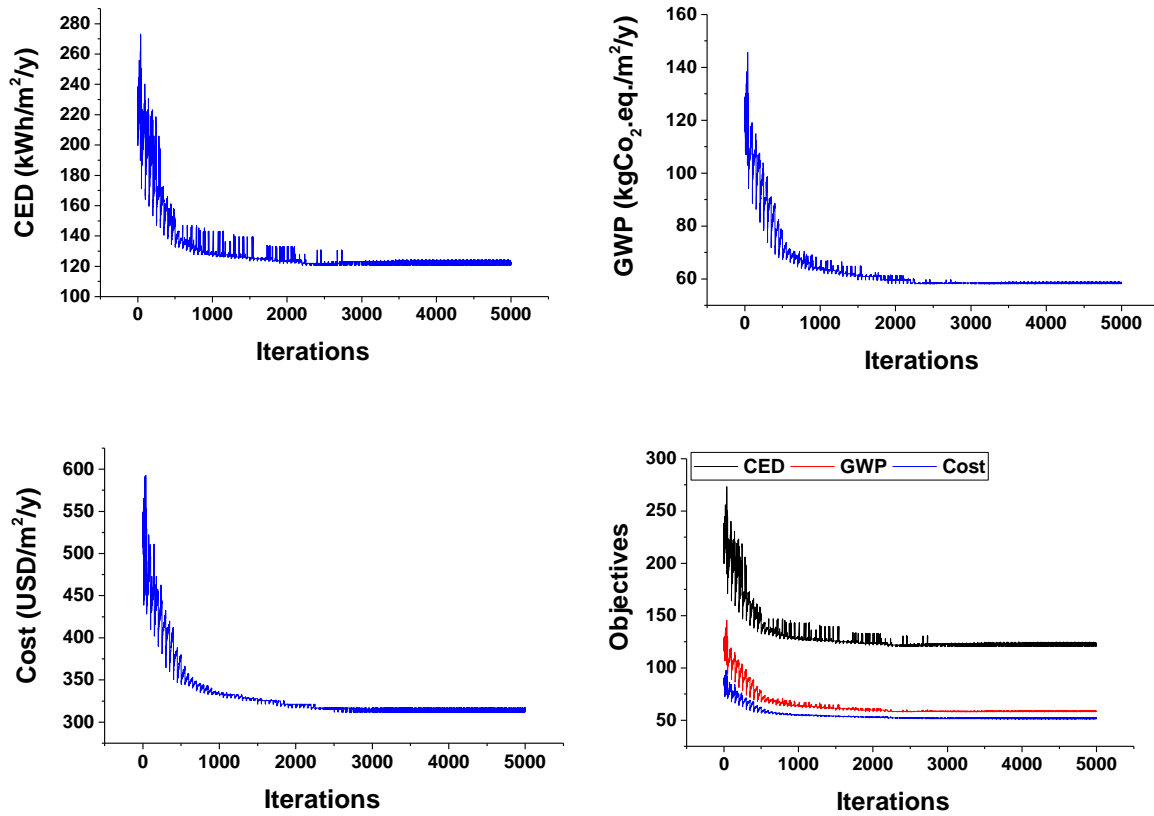 280
260
240
220
200
180
160
140
120
100
CED (kWh/m²/y)
0 1000 2000 3000 4000 5000
Iterations
160
140
120
100
80
60
GWP (kgCo₂.eq./m²/y)
0 1000 2000 3000 4000 5000
Iterations
600
550
500
450
400
350
300
Cost (USD/m²/y)
0 1000 2000 3000 4000 5000
Iterations
CED GWP Cost
300
250
200
150
100
50
Objectives
0 1000 2000 3000 4000 5000
Iterations